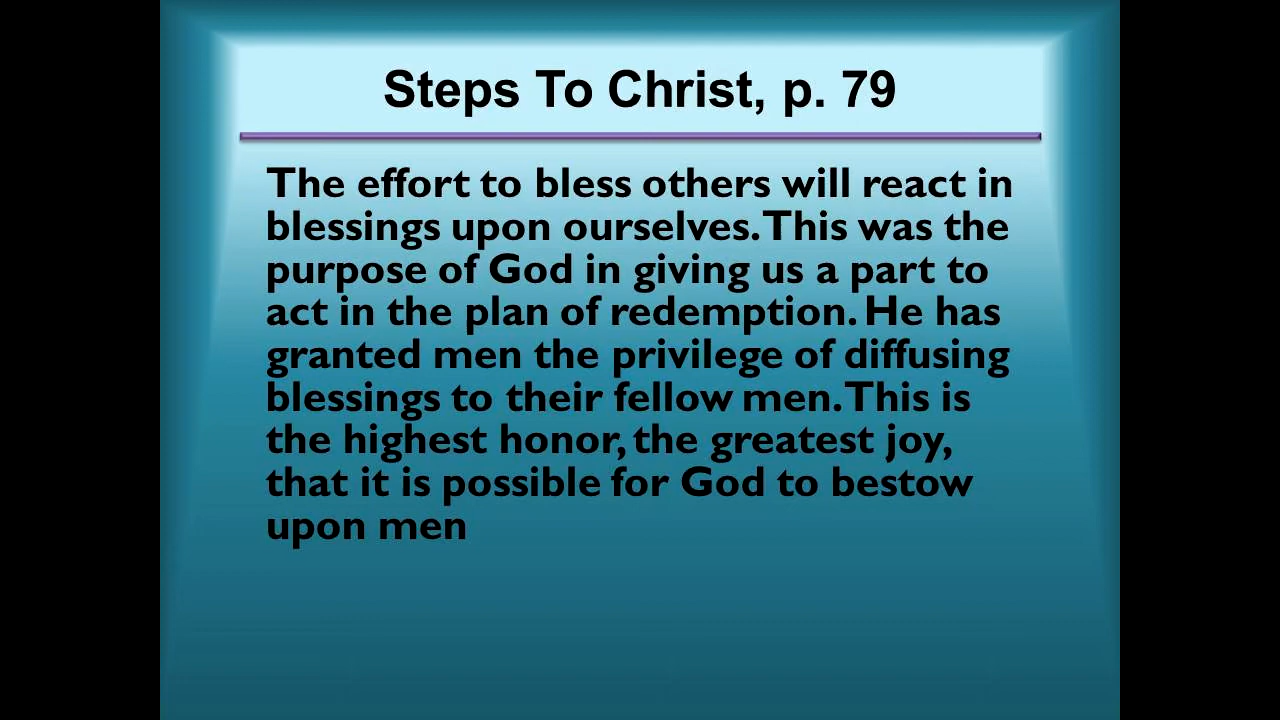 Steps To Christ, p. 79
The effort to bless others will react in
blessings upon ourselves. This was the
purpose of God in giving us a part to
act in the plan of redemption. He has
granted men the privilege of diffusing
blessings to their fellow men. This is
the highest honor, the greatest joy,
that it is possible for God to bestow
upon men